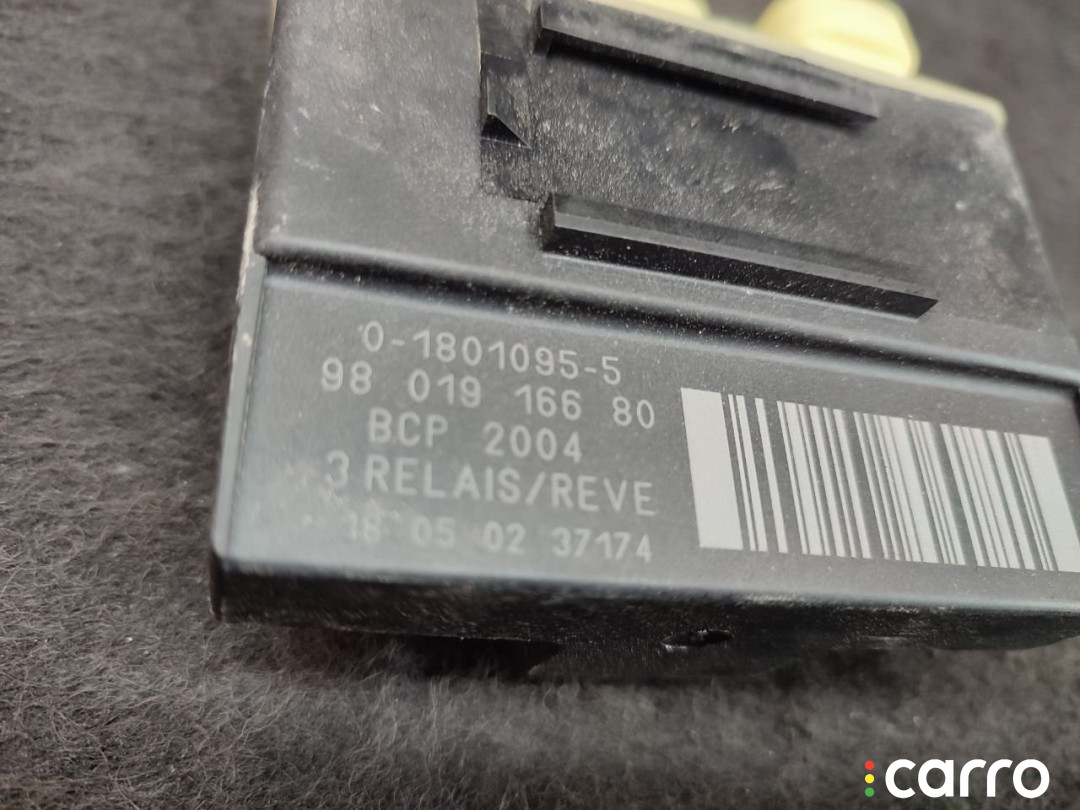 0-1801095-5
98 019 166 80
BCP 2004
3 RELAIS/REVE
18 05 02 37174
carro